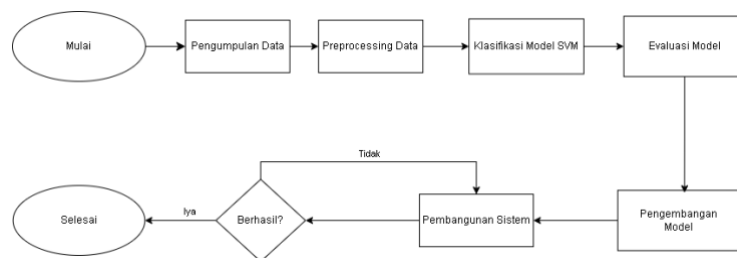 Mulai
Pengumpulan Data
Preprocessing Data
Klasifikasi Model SVM
Evaluasi Model
Tidak
Selesai
Iya
Berhasil?
Pembangunan Sistem
Pengembangan
Model